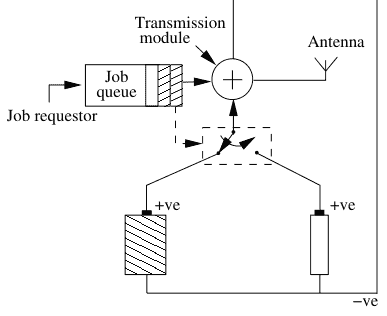 Transmission
module
Antenna
Job
queue
Job requestor
+ve
+ve
−ve